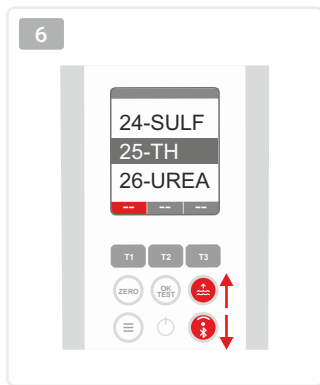 6
24-SULF
25-TH
26-UREA
-- -- --
T1 T2 T3
ZERO OK TEST